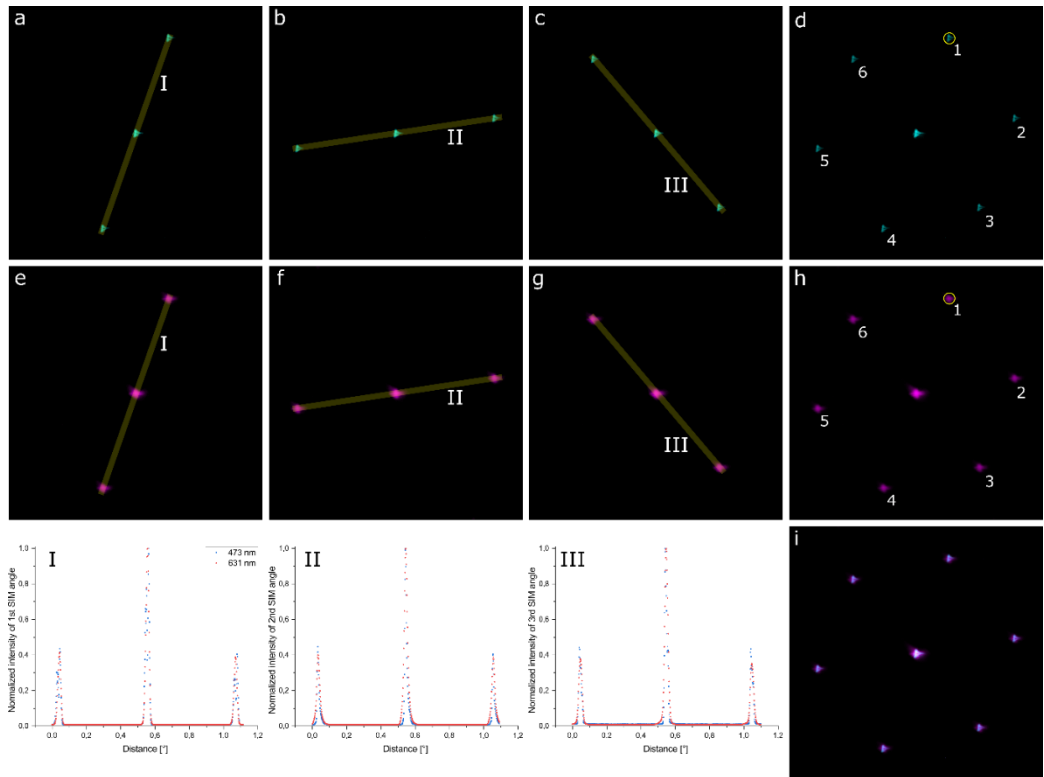 a
I
b
II
c
III
d
1
6
2
5
3
4
e
I
f
II
g
III
h
1
6
2
5
3
4
I
473 nm
631 nm
Normalized intensity of 1st SIM angle
1,0
0,8
0,6
0,4
0,2
0,0
0,0 0,2 0,4 0,6 0,8 1,0 1,2
Distance [°]
II
Normalized intensity of 2nd SIM angle
1,0
0,8
0,6
0,4
0,2
0,0
0,0 0,2 0,4 0,6 0,8 1,0 1,2
Distance [°]
III
Normalized intensity of 3rd SIM angle
1,0
0,8
0,6
0,4
0,2
0,0
0,0 0,2 0,4 0,6 0,8 1,0 1,2
Distance [°]
i